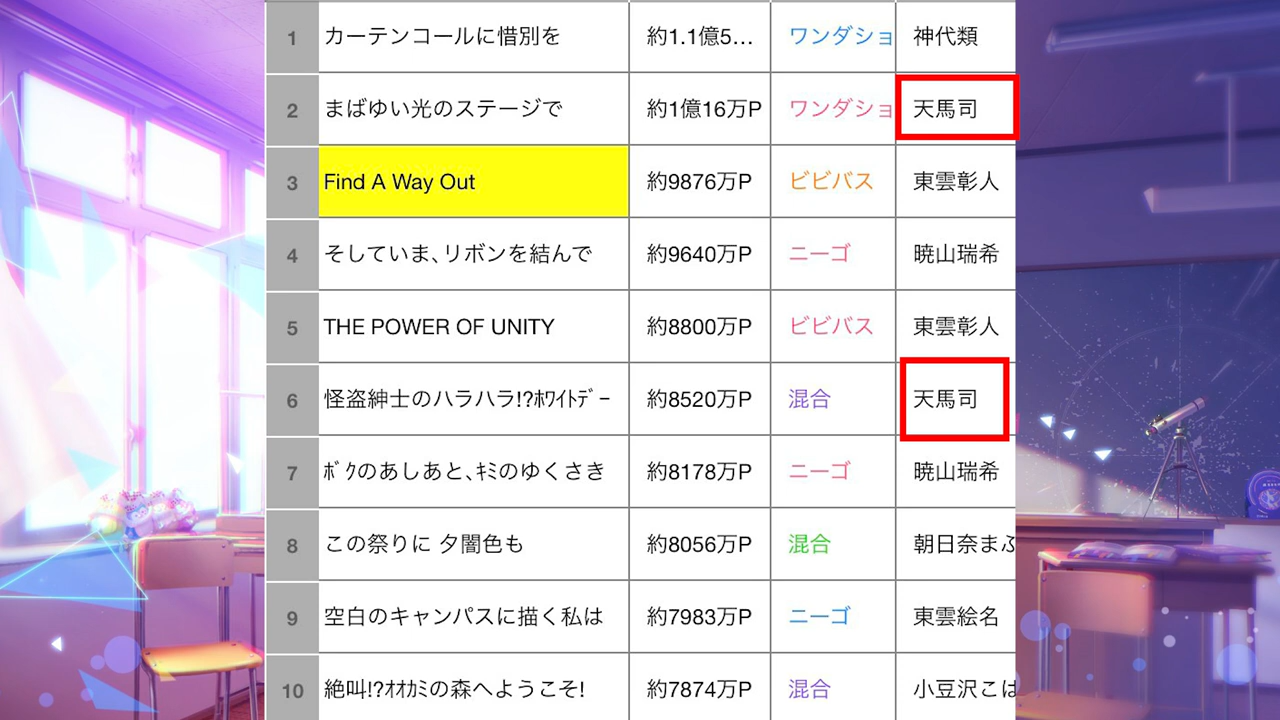 1 カーテンコールに惜別を 約1.1億5… ワンダショ 神代類
2 まばゆい光のステージで 約1億16万P ワンダショ 天馬司
3 Find A Way Out 約9876万P ビビバス 東雲彰人
4 そしていま、リボンを結んで 約9640万P ニーゴ 暁山瑞希
5 THE POWER OF UNITY 約8800万P ビビバス 東雲彰人
6 怪盗紳士のハラハラ!?ﾎﾜｲﾄﾃﾞｰ 約8520万P 混合 天馬司
7 ﾎﾞｸのあしあと､ｷﾐのゆくさき 約8178万P ニーゴ 暁山瑞希
8 この祭りに 夕闇色も 約8056万P 混合 朝日奈まふ
9 空白のキャンパスに描く私は 約7983万P ニーゴ 東雲絵名
10 絶叫!?ｵｵｶﾐの森へようこそ! 約7874万P 混合 小豆沢こは